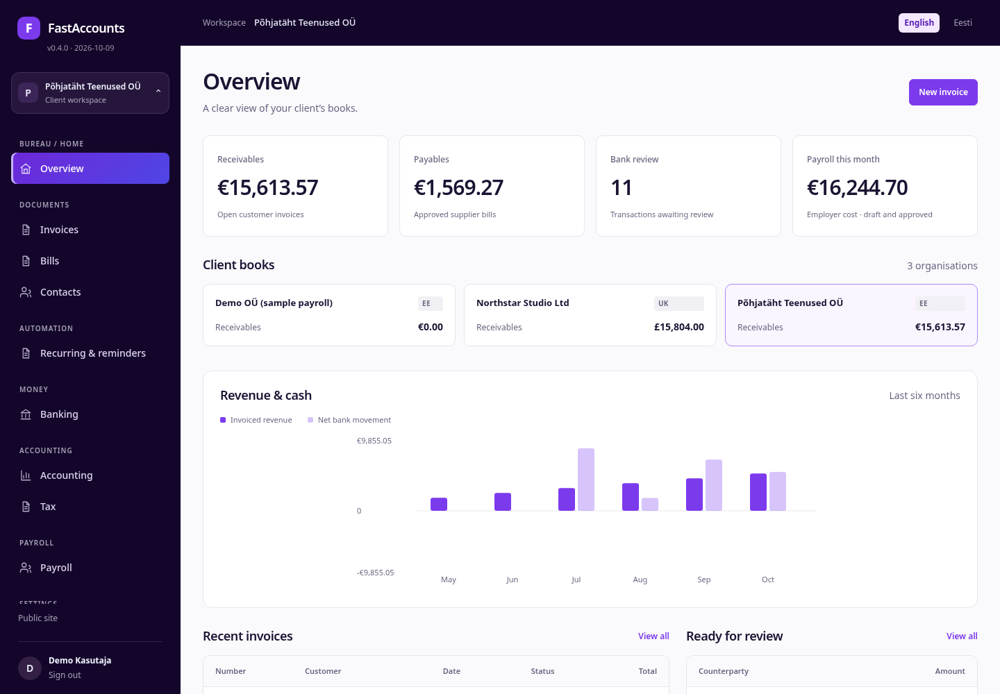 F FastAccounts
v0.4.0 · 2026-10-09
P Põhjatäht Teenused OÜ
Client workspace
BUREAU / HOME
Overview
DOCUMENTS
Invoices
Bills
Contacts
AUTOMATION
Recurring & reminders
MONEY
Banking
ACCOUNTING
Accounting
Tax
PAYROLL
Payroll
SETTINGS
Public site
D Demo Kasutaja
Sign out
Workspace Põhjatäht Teenused OÜ
English Eesti
Overview
A clear view of your client’s books.
New invoice
Receivables
€15,613.57
Open customer invoices
Payables
€1,569.27
Approved supplier bills
Bank review
11
Transactions awaiting review
Payroll this month
€16,244.70
Employer cost · draft and approved
Client books
3 organisations
Demo OÜ (sample payroll) EE
Receivables €0.00
Northstar Studio Ltd UK
Receivables £15,804.00
Põhjatäht Teenused OÜ EE
Receivables €15,613.57
Revenue & cash
Last six months
Invoiced revenue Net bank movement
€9,855.05
0
-€9,855.05
May Jun Jul Aug Sep Oct
Recent invoices View all
Number Customer Date Status Total
Ready for review View all
Counterparty Amount